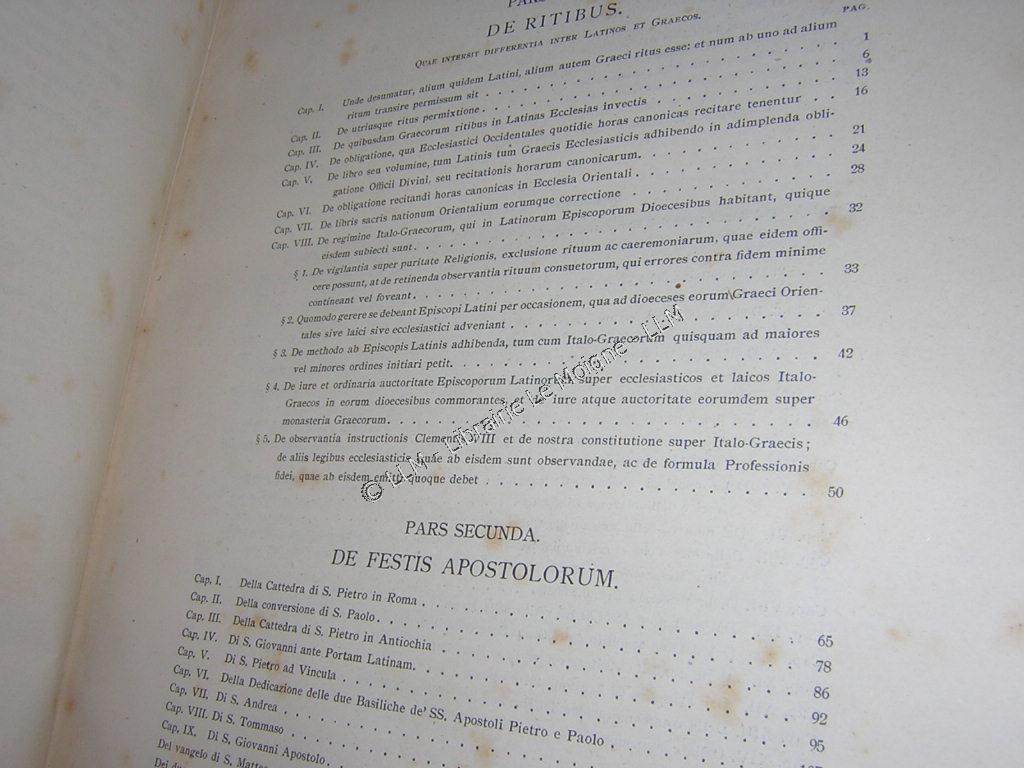 DE RITIBUS.
QUAE INTERSIT DIFFERENTIA INTER LATINOS ET GRAECOS.
PAG.
Cap. I. Unde desumatur, alium quidem Latini, alium autem Graeci ritus esse: et num ab uno ad alium
ritum transire permissum sit . . . 1
Cap. II. De utriusque ritus permixtione . . . 6
Cap. III. De quibusdam Graecorum ritibus in Latinas Ecclesias invectis . . . 13
Cap. IV. De obligatione, qua Ecclesiastici Occidentales quotidie horas canonicas recitare tenentur . . 16
Cap. V. De libro seu volumine, tum Latinis tum Graecis Ecclesiasticis adhibendo in adimplenda obli-
gatione Officii Divini, seu recitationis horarum canonicarum. . . . 21
Cap. VI. De obligatione recitandi horas canonicas in Ecclesia Orientali . . . 24
Cap. VII. De libris sacris nationum Orientalium eorumque correctione . . . 28
Cap. VIII. De regimine Italo-Graecorum, qui in Latinorum Episcoporum Dioecesibus habitant, quique
eisdem subiecti sunt. . . . 32
§ 1. De vigilantia super puritate Religionis, exclusione rituum ac caeremoniarum, quae eidem offi-
cere possunt, at de retinenda observantia rituum consuetorum, qui errores contra fidem minime
contineant vel foveant. . . . 33
§ 2. Quomodo gerere se debeant Episcopi Latini per occasionem, qua ad dioeceses eorum Graeci Orien-
tales sive laici sive ecclesiastici adveniant . . . 37
§ 3. De methodo ab Episcopis Latinis adhibenda, tum cum Italo-Graecorum quisquam ad maiores
vel minores ordines initiari petit. . . . 42
§ 4. De iure et ordinaria auctoritate Episcoporum Latinorum super ecclesiasticos et laicos Italo-
Graecos in eorum dioecesibus commorantes, et de iure atque auctoritate eorumdem super
monasteria Graecorum. . . . 46
§ 5. De observantia instructionis Clementis VIII et de nostra constitutione super Italo-Graecis;
de aliis legibus ecclesiasticis, quae ab eisdem sunt observandae, ac de formula Professionis
fidei, quae ab eisdem emitti quoque debet . . . 50
PARS SECUNDA.
DE FESTIS APOSTOLORUM.
Cap. I. Della Cattedra di S. Pietro in Roma . . . 65
Cap. II. Della conversione di S. Paolo. . . . 78
Cap. III. Della Cattedra di S. Pietro in Antiochia . . . 86
Cap. IV. Di S. Giovanni ante Portam Latinam. . . . 92
Cap. V. Di S. Pietro ad Vincula . . . 95
Cap. VI. Della Dedicazione delle due Basiliche de' SS. Apostoli Pietro e Paolo . . .
Cap. VII. Di S. Andrea . . .
Cap. VIII. Di S. Tommaso . . .
Cap. IX. Di S. Giovanni Apostolo. . . .
Del vangelo di S.
© LLM - Librairie Le Moigne - LLM